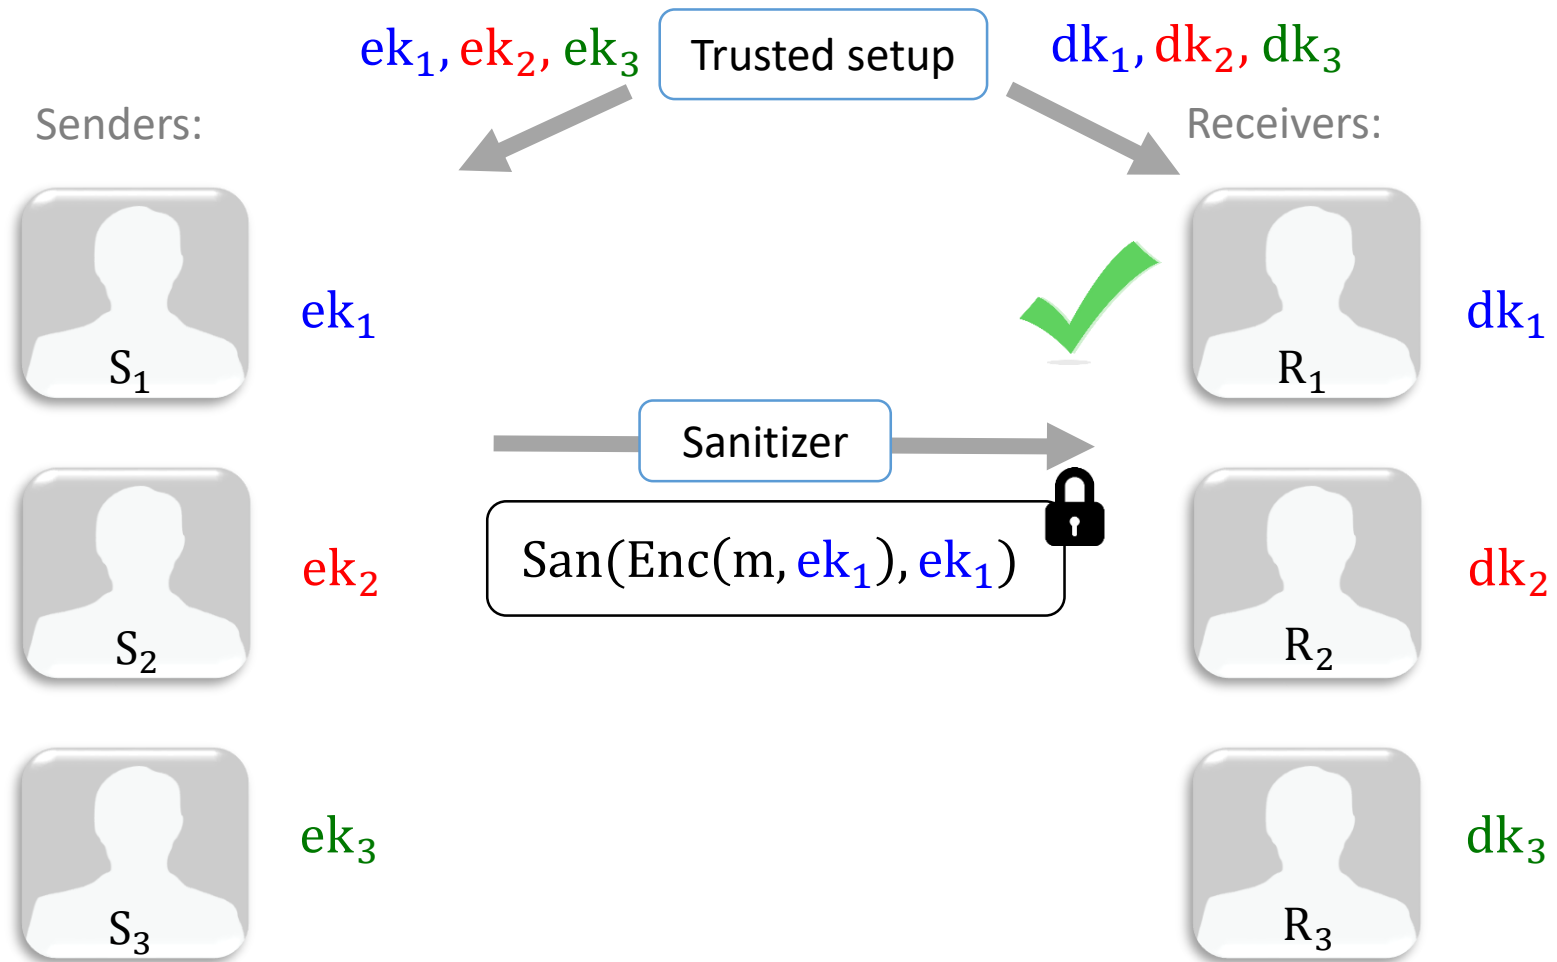 ek₁, ek₂, ek₃
Trusted setup
dk₁, dk₂, dk₃
Senders:
Receivers:
S₁
ek₁
R₁
dk₁
Sanitizer
San(Enc(m, ek₁), ek₁)
S₂
ek₂
R₂
dk₂
S₃
ek₃
R₃
dk₃